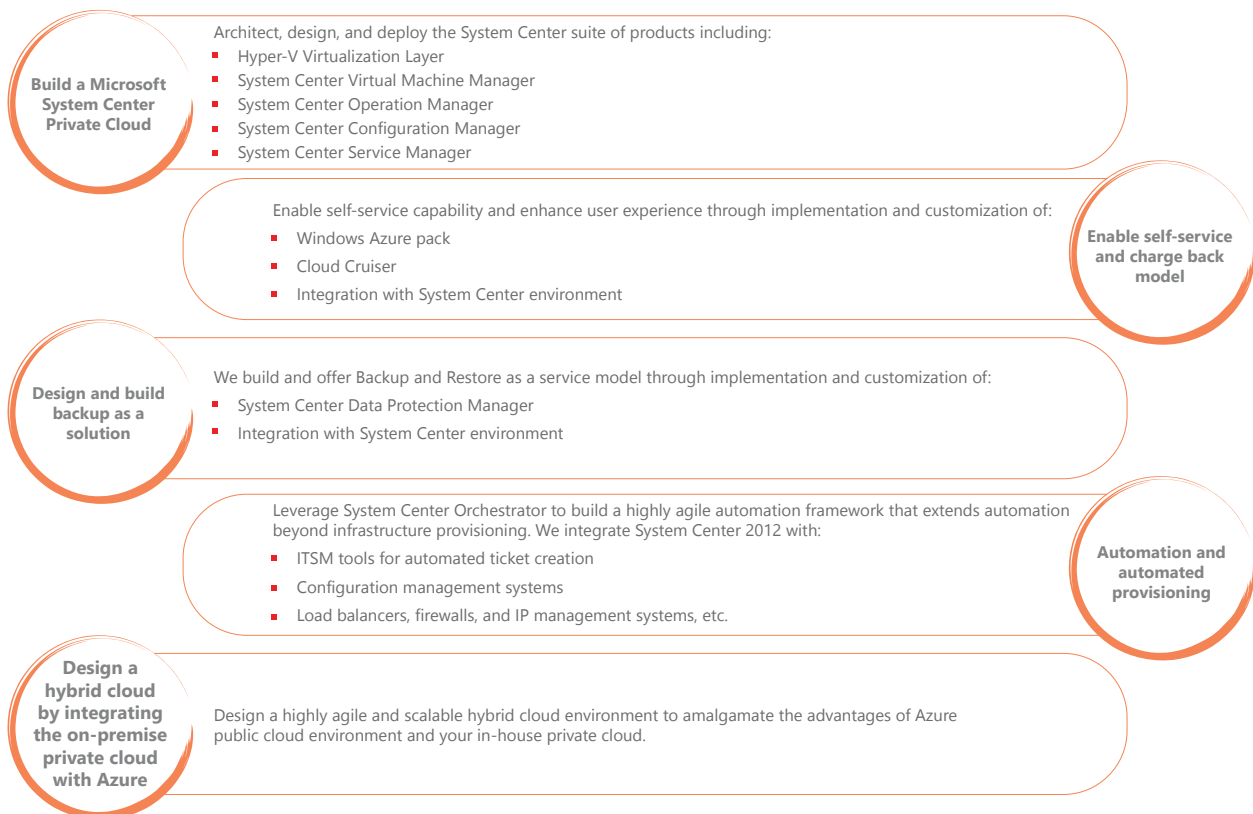 Build a Microsoft
System Center
Private Cloud
Architect, design, and deploy the System Center suite of products including:
Hyper-V Virtualization Layer
System Center Virtual Machine Manager
System Center Operation Manager
System Center Configuration Manager
System Center Service Manager
Enable self-service capability and enhance user experience through implementation and customization of:
Windows Azure pack
Cloud Cruiser
Integration with System Center environment
Enable self-service
and charge back
model
Design and build
backup as a
solution
We build and offer Backup and Restore as a service model through implementation and customization of:
System Center Data Protection Manager
Integration with System Center environment
Leverage System Center Orchestrator to build a highly agile automation framework that extends automation
beyond infrastructure provisioning. We integrate System Center 2012 with:
ITSM tools for automated ticket creation
Configuration management systems
Load balancers, firewalls, and IP management systems, etc.
Automation and
automated
provisioning
Design a
hybrid cloud
by integrating
the on-premise
private cloud
with Azure
Design a highly agile and scalable hybrid cloud environment to amalgamate the advantages of Azure
public cloud environment and your in-house private cloud.